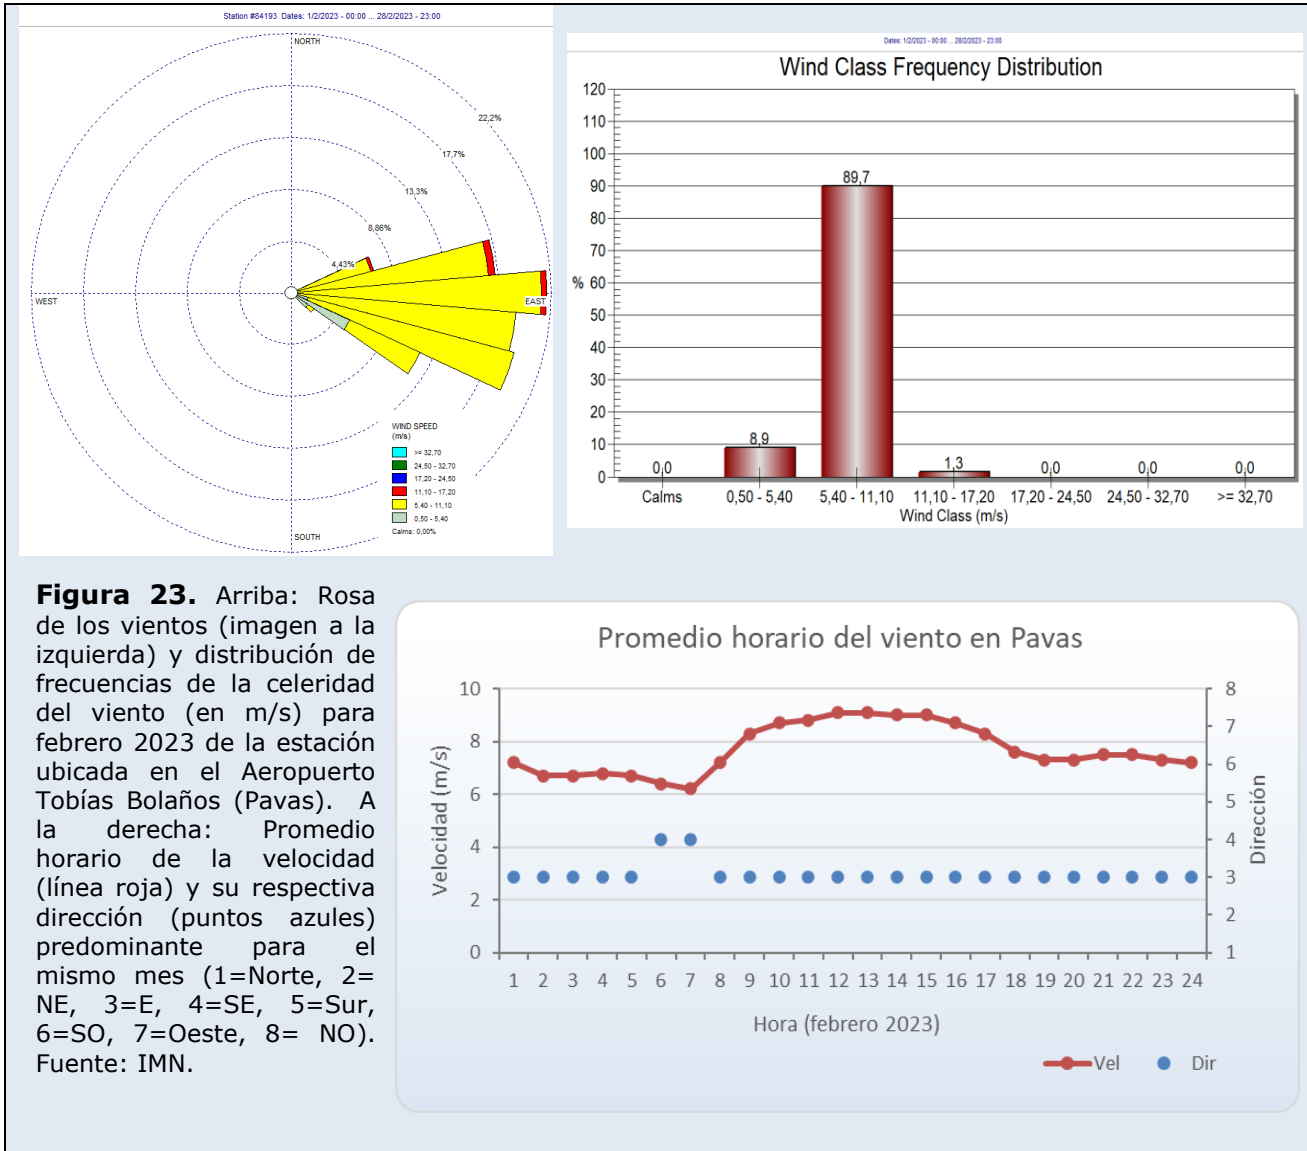 Station #84193 Dates: 1/2/2023 - 00:00 ... 28/2/2023 - 23:00
NORTH
22,2%
17,7%
13,3%
8,86%
4,43%
WEST
EAST
SOUTH
WIND SPEED
(m/s)
>= 32,70
24,50 - 32,70
17,20 - 24,50
11,10 - 17,20
5,40 - 11,10
0,50 - 5,40
Calms: 0,00%
Dates: 1/2/2023 - 00:00 ... 28/2/2023 - 23:00
Wind Class Frequency Distribution
120
110
100
90
80
70
%
60
50
40
30
20
10
0
0,0
8,9
89,7
1,3
0,0
0,0
0,0
Calms
0,50 - 5,40
5,40 - 11,10
11,10 - 17,20
17,20 - 24,50
24,50 - 32,70
>= 32,70
Wind Class (m/s)
Figura 23. Arriba: Rosa
de los vientos (imagen a la
izquierda) y distribución de
frecuencias de la celeridad
del viento (en m/s) para
febrero 2023 de la estación
ubicada en el Aeropuerto
Tobías Bolaños (Pavas). A
la derecha: Promedio
horario de la velocidad
(línea roja) y su respectiva
dirección (puntos azules)
predominante para el
mismo mes (1=Norte, 2=
NE, 3=E, 4=SE, 5=Sur,
6=SO, 7=Oeste, 8= NO).
Fuente: IMN.
Promedio horario del viento en Pavas
Velocidad (m/s)
10
8
6
4
2
0
8
7
6
5
4
3
2
1
Dirección
1 2 3 4 5 6 7 8 9 10 11 12 13 14 15 16 17 18 19 20 21 22 23 24
Hora (febrero 2023)
Vel
Dir